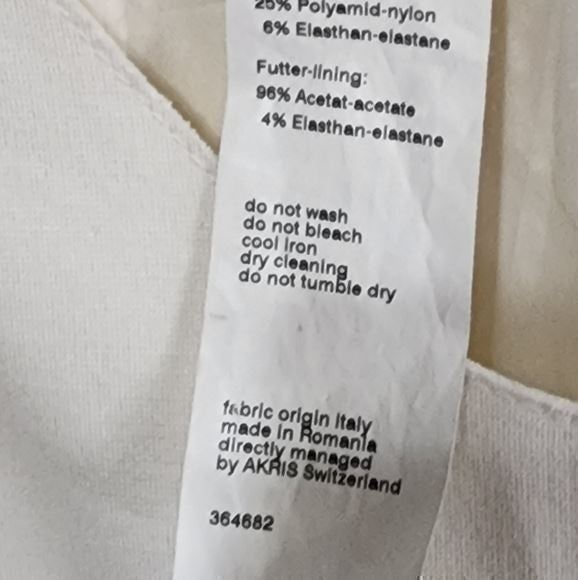 25% Polyamid-nylon
6% Elasthan-elastane
Futter-lining:
96% Acetat-acetate
4% Elasthan-elastane
do not wash
do not bleach
cool iron
dry cleaning
do not tumble dry
fabric origin Italy
made in Romania
directly managed
by AKRIS Switzerland
364682